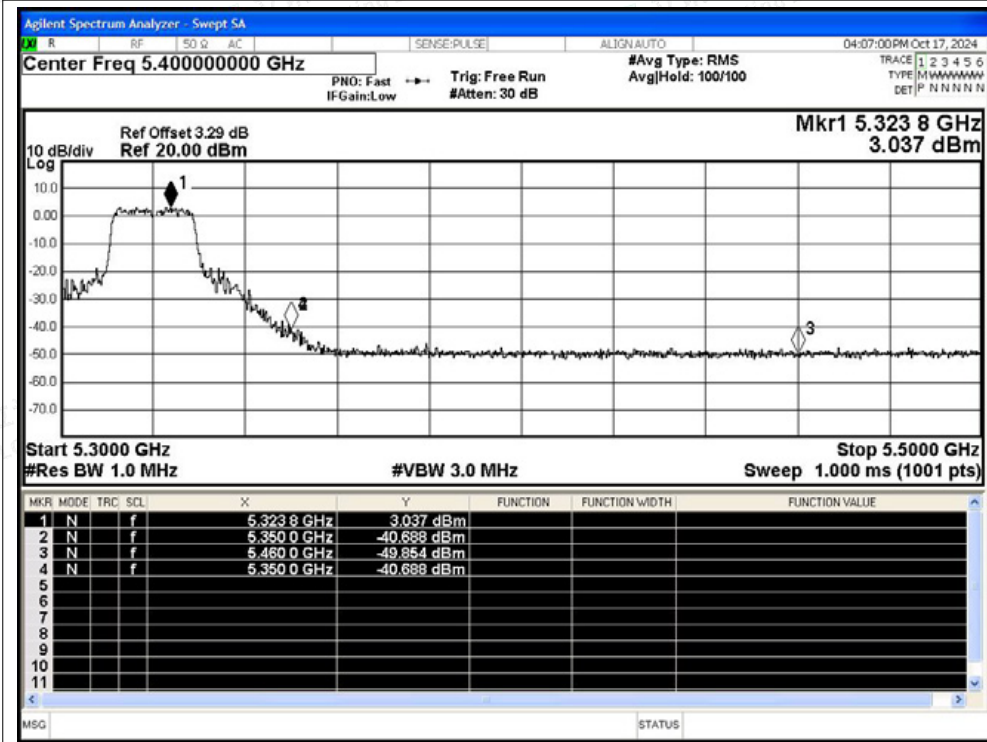 Agilent Spectrum Analyzer - Swept SA
LXI R RF 50 Ω AC SENSE:PULSE ALIGNAUTO 04:07:00PM Oct 17, 2024
Center Freq 5.400000000 GHz #Avg Type: RMS TRACE 1 2 3 4 5 6
PNO: Fast Trig: Free Run Avg|Hold: 100/100 TYPE MWWWWW
IFGain:Low #Atten: 30 dB DET P N N N N N
Mkr1 5.323 8 GHz
3.037 dBm
Ref Offset 3.29 dB
10 dB/div Ref 20.00 dBm
Log
10.0
0.00
-10.0
-20.0
-30.0
-40.0
-50.0
-60.0
-70.0
1
2
3
Start 5.3000 GHz Stop 5.5000 GHz
#Res BW 1.0 MHz #VBW 3.0 MHz Sweep 1.000 ms (1001 pts)
MKR MODE TRC SCL X Y FUNCTION FUNCTION WIDTH FUNCTION VALUE
1 N f 5.323 8 GHz 3.037 dBm
2 N f 5.350 0 GHz -40.688 dBm
3 N f 5.460 0 GHz -49.854 dBm
4 N f 5.350 0 GHz -40.688 dBm
5
6
7
8
9
10
11
MSG STATUS